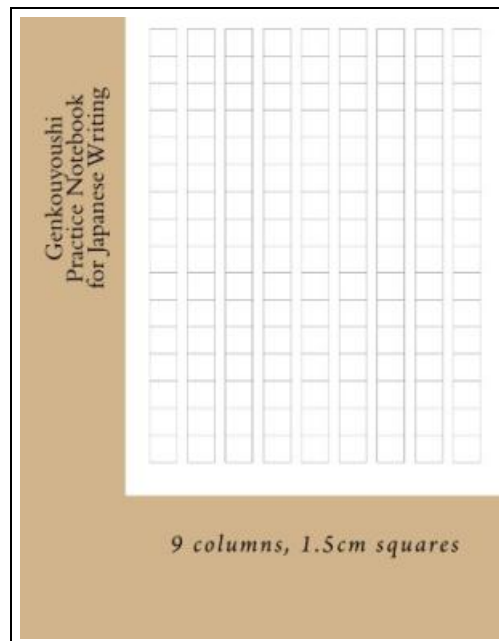 Genkouyoushi
Practice Notebook
for Japanese Writing
9 columns, 1.5cm squares